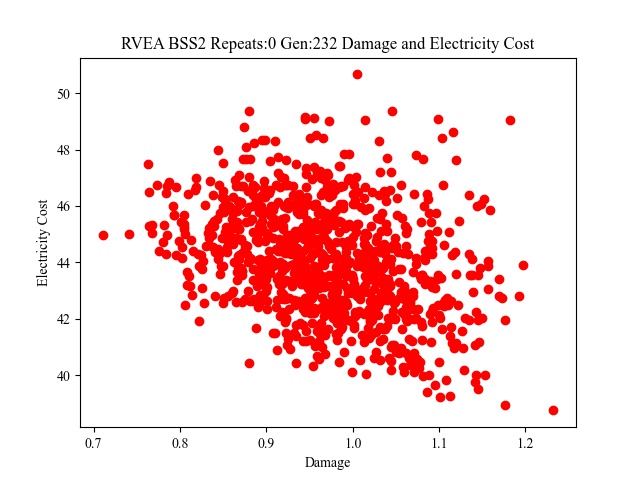 RVEA BSS2 Repeats:0 Gen:232 Damage and Electricity Cost
50
48
46
44
42
40
Electricity Cost
0.7 0.8 0.9 1.0 1.1 1.2
Damage